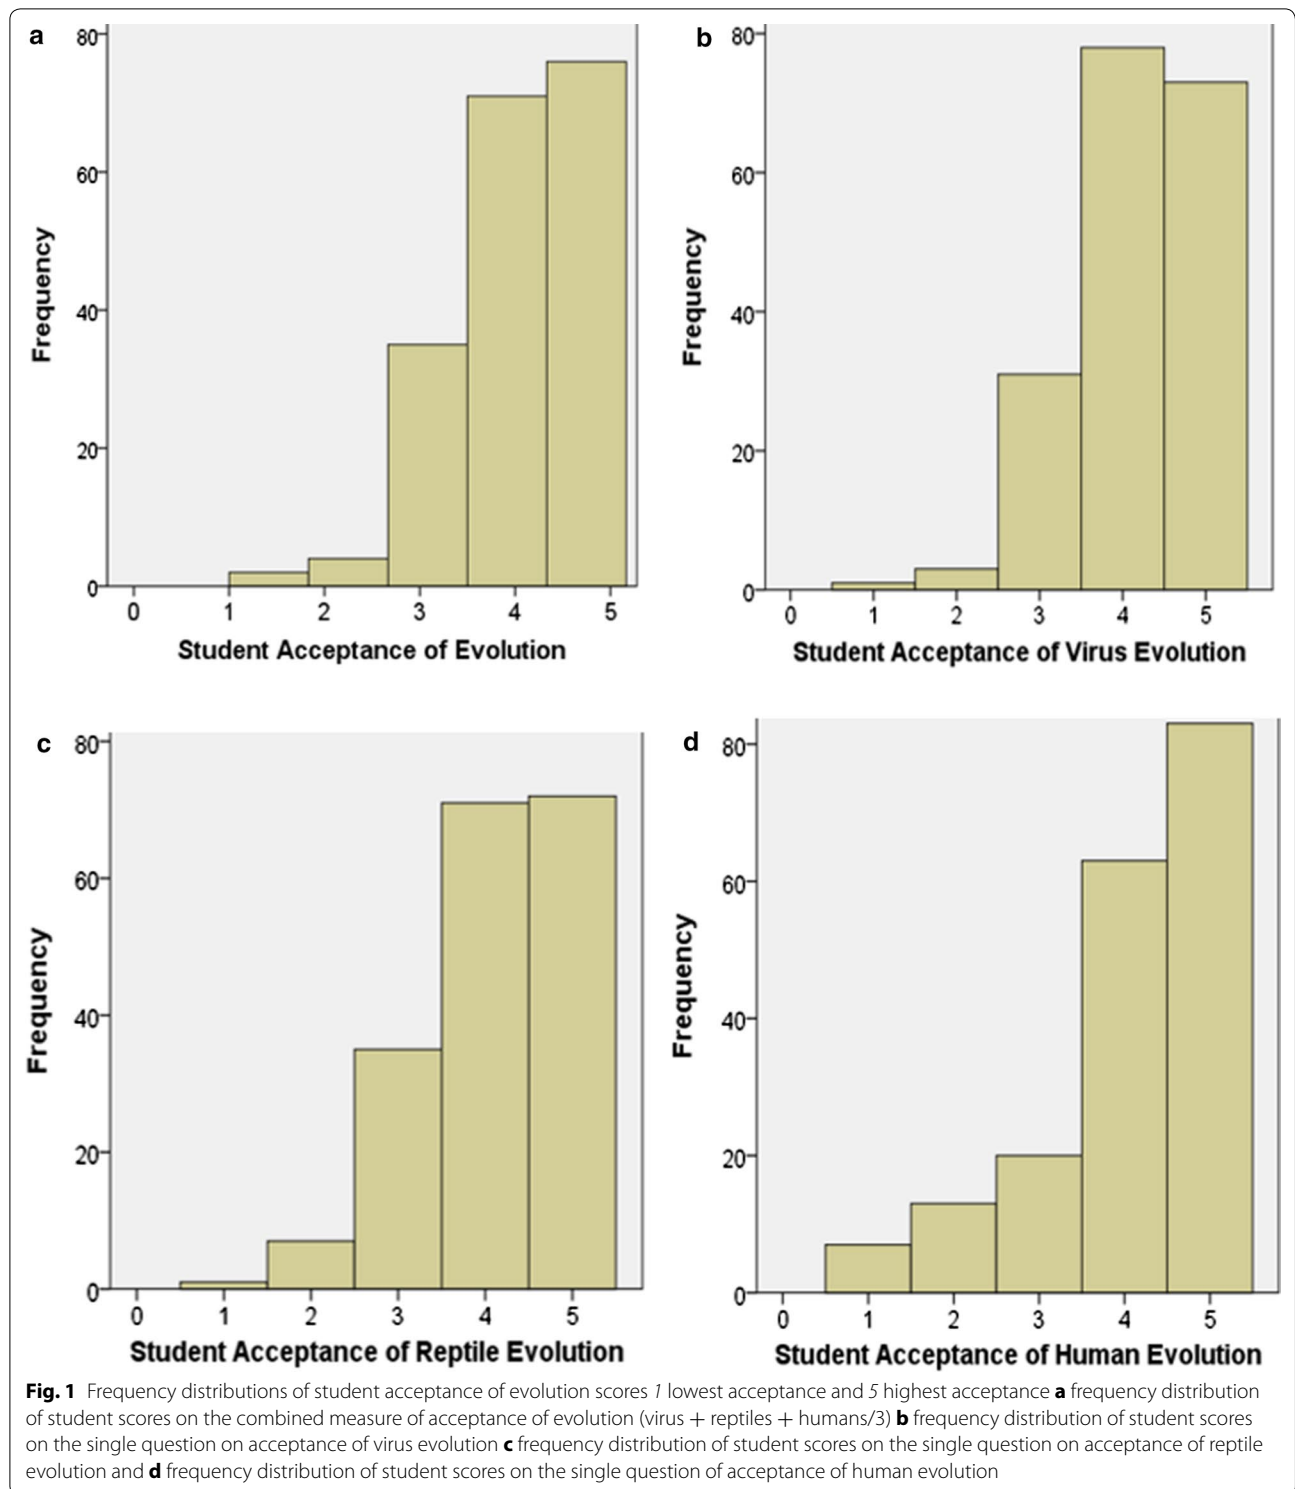 a
80
60
40
20
0
Frequency
0 1 2 3 4 5
Student Acceptance of Evolution
b
80
60
40
20
0
Frequency
0 1 2 3 4 5
Student Acceptance of Virus Evolution
c
80
60
40
20
0
Frequency
0 1 2 3 4 5
Student Acceptance of Reptile Evolution
d
80
60
40
20
0
Frequency
0 1 2 3 4 5
Student Acceptance of Human Evolution
Fig. 1 Frequency distributions of student acceptance of evolution scores 1 lowest acceptance and 5 highest acceptance a frequency distribution
of student scores on the combined measure of acceptance of evolution (virus + reptiles + humans/3) b frequency distribution of student scores
on the single question on acceptance of virus evolution c frequency distribution of student scores on the single question on acceptance of reptile
evolution and d frequency distribution of student scores on the single question of acceptance of human evolution